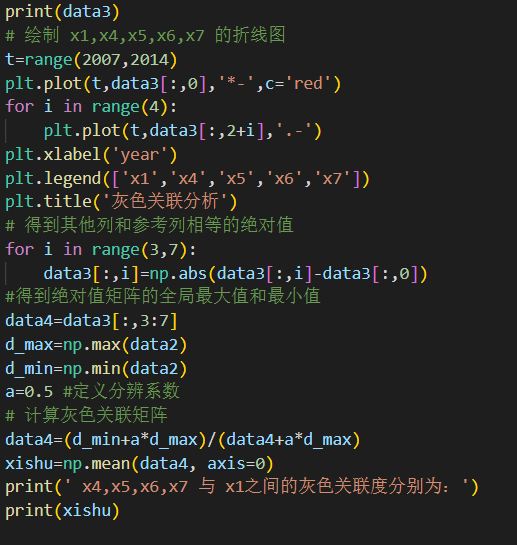 print(data3)
# 绘制 x1,x4,x5,x6,x7 的折线图
t=range(2007,2014)
plt.plot(t,data3[:,0],'*-',c='red')
for i in range(4):
    plt.plot(t,data3[:,2+i],'.-')
plt.xlabel('year')
plt.legend(['x1','x4','x5','x6','x7'])
plt.title('灰色关联分析')
# 得到其他列和参考列相等的绝对值
for i in range(3,7):
    data3[:,i]=np.abs(data3[:,i]-data3[:,0])
#得到绝对值矩阵的全局最大值和最小值
data4=data3[:,3:7]
d_max=np.max(data2)
d_min=np.min(data2)
a=0.5 #定义分辨系数
# 计算灰色关联矩阵
data4=(d_min+a*d_max)/(data4+a*d_max)
xishu=np.mean(data4, axis=0)
print(' x4,x5,x6,x7 与 x1之间的灰色关联度分别为：')
print(xishu)